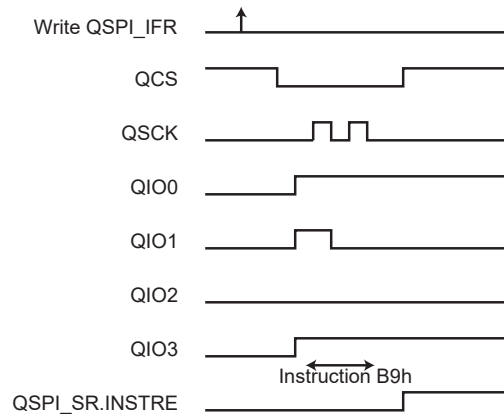 Write QSPI_IFR
QCS
QSCK
QIO0
QIO1
QIO2
QIO3
Instruction B9h
QSPI_SR.INSTRE